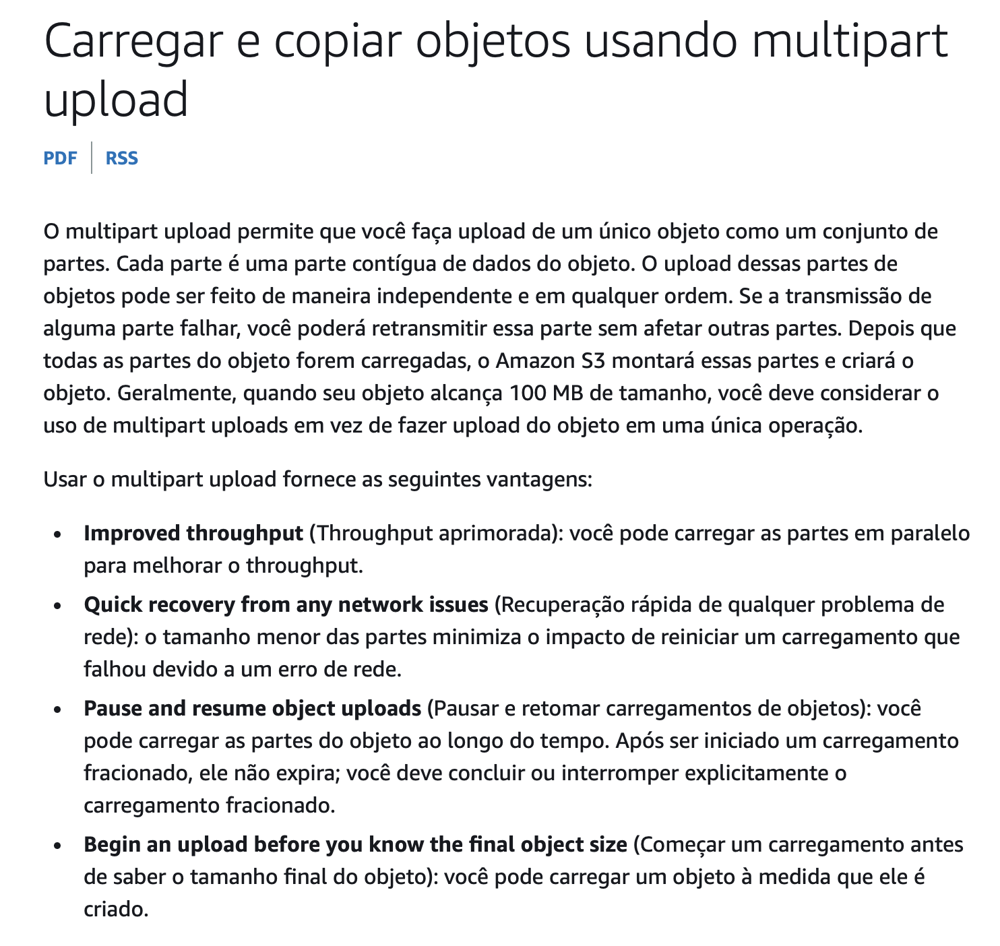 Carregar e copiar objetos usando multipart
upload
PDF | RSS
O multipart upload permite que você faça upload de um único objeto como um conjunto de
partes. Cada parte é uma parte contígua de dados do objeto. O upload dessas partes de
objetos pode ser feito de maneira independente e em qualquer ordem. Se a transmissão de
alguma parte falhar, você poderá retransmitir essa parte sem afetar outras partes. Depois que
todas as partes do objeto forem carregadas, o Amazon S3 montará essas partes e criará o
objeto. Geralmente, quando seu objeto alcança 100 MB de tamanho, você deve considerar o
uso de multipart uploads em vez de fazer upload do objeto em uma única operação.
Usar o multipart upload fornece as seguintes vantagens:
• Improved throughput (Throughput aprimorada): você pode carregar as partes em paralelo
para melhorar o throughput.
• Quick recovery from any network issues (Recuperação rápida de qualquer problema de
rede): o tamanho menor das partes minimiza o impacto de reiniciar um carregamento que
falhou devido a um erro de rede.
• Pause and resume object uploads (Pausar e retomar carregamentos de objetos): você
pode carregar as partes do objeto ao longo do tempo. Após ser iniciado um carregamento
fracionado, ele não expira; você deve concluir ou interromper explicitamente o
carregamento fracionado.
• Begin an upload before you know the final object size (Começar um carregamento antes
de saber o tamanho final do objeto): você pode carregar um objeto à medida que ele é
criado.